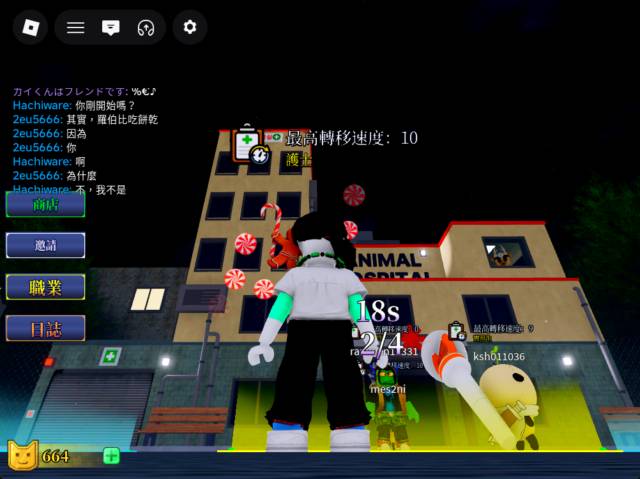 カイくんはフレンドです: %€♪
Hachiware: 你剛開始嗎？
2eu5666: 其實，羅伯比吃餅乾
2eu5666: 因為
2eu5666: 你
Hachiware: 啊
2eu5666: 為什麼
Hachiware: 不，我不是
商店
邀請
職業
日誌
最高轉移速度: 10
護士
ANIMAL
HOSPITAL
18s
2/4
最高轉移速度: 9
ksh011036
mes2ni
664